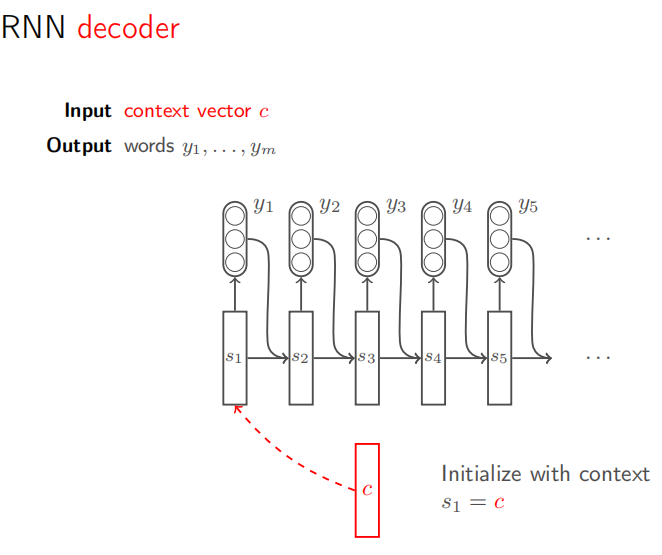 RNN decoder
Input context vector c
Output words y₁, . . . , yₘ
y₁ y₂ y₃ y₄ y₅
. . .
s₁ s₂ s₃ s₄ s₅ . . .
c
Initialize with context
s₁ = c